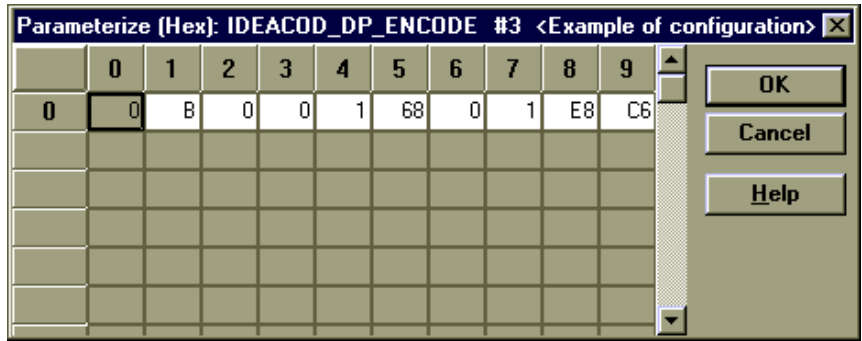 Parameterize (Hex): IDEACOD_DP_ENCODE #3 <Example of configuration>
0 1 2 3 4 5 6 7 8 9
0 0 B 0 0 1 68 0 1 E8 C6
OK
Cancel
Help